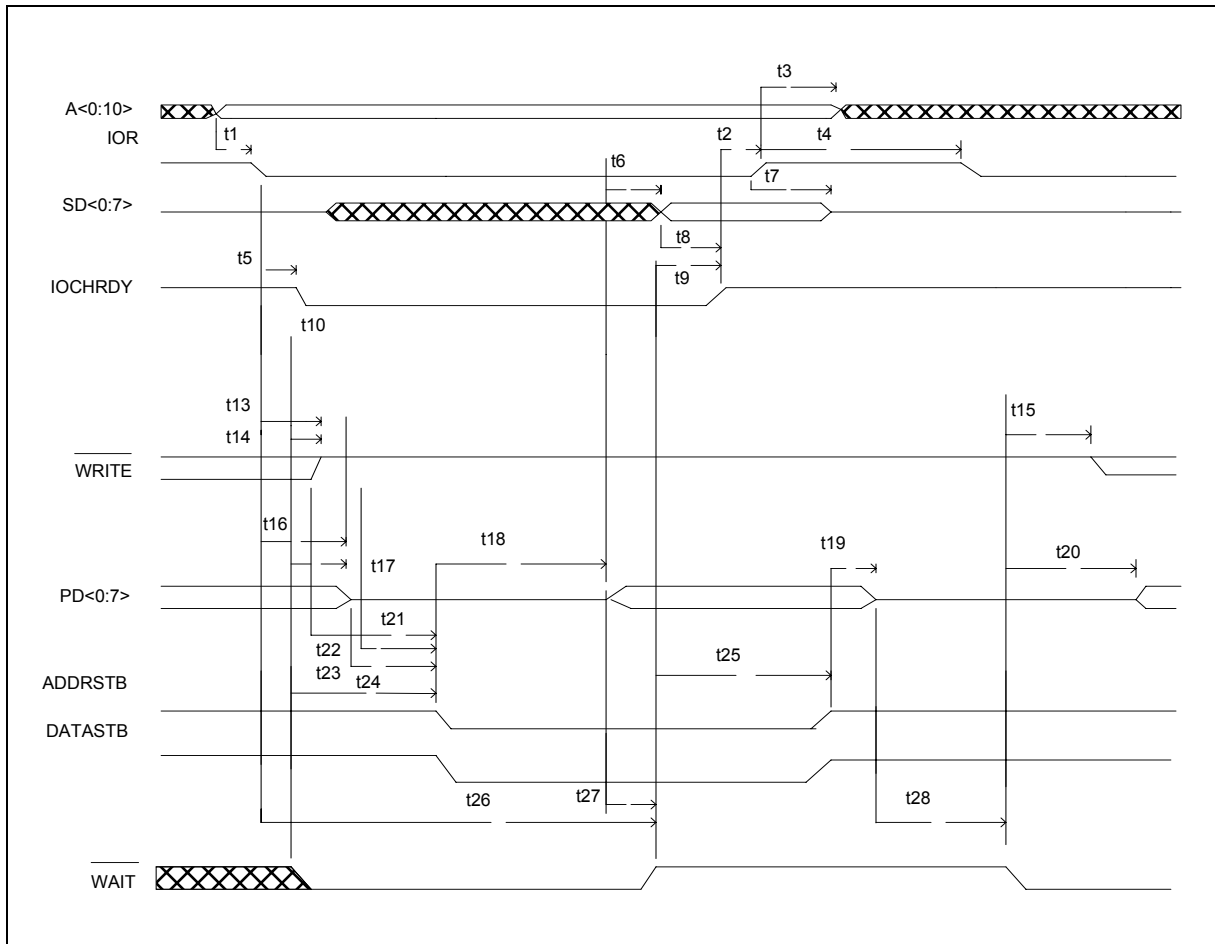 t3
A<0:10>
t1
t2
t4
IOR
t6
t7
SD<0:7>
t8
t5
t9
IOCHRDY
t10
t13
t15
t14
WRITE
t16
t18
t19
t17
t20
PD<0:7>
t21
t22
t23
t25
t24
ADDRSTB
DATASTB
t26
t27
t28
WAIT